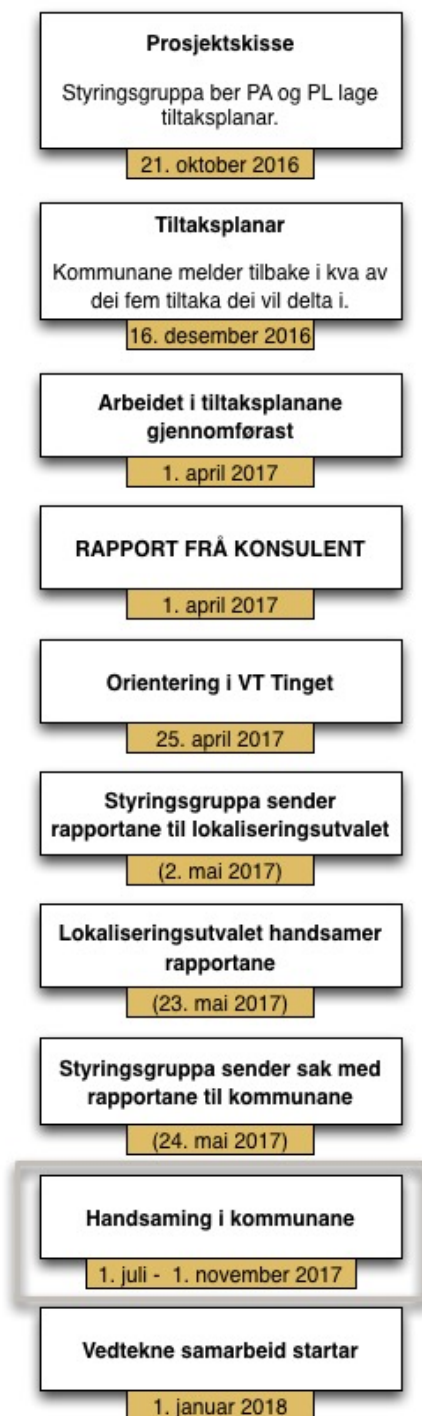 Prosjektskisse
Styringsgruppa ber PA og PL lage
tiltaksplanar.
21. oktober 2016
Tiltaksplanar
Kommunane melder tilbake i kva av
dei fem tiltaka dei vil delta i.
16. desember 2016
Arbeidet i tiltaksplanane
gjennomførast
1. april 2017
RAPPORT FRÅ KONSULENT
1. april 2017
Orientering i VT Tinget
25. april 2017
Styringsgruppa sender
rapportane til lokaliseringsutvalet
(2. mai 2017)
Lokaliseringsutvalet handsamer
rapportane
(23. mai 2017)
Styringsgruppa sender sak med
rapportane til kommunane
(24. mai 2017)
Handsaming i kommunane
1. juli - 1. november 2017
Vedtekne samarbeid startar
1. januar 2018